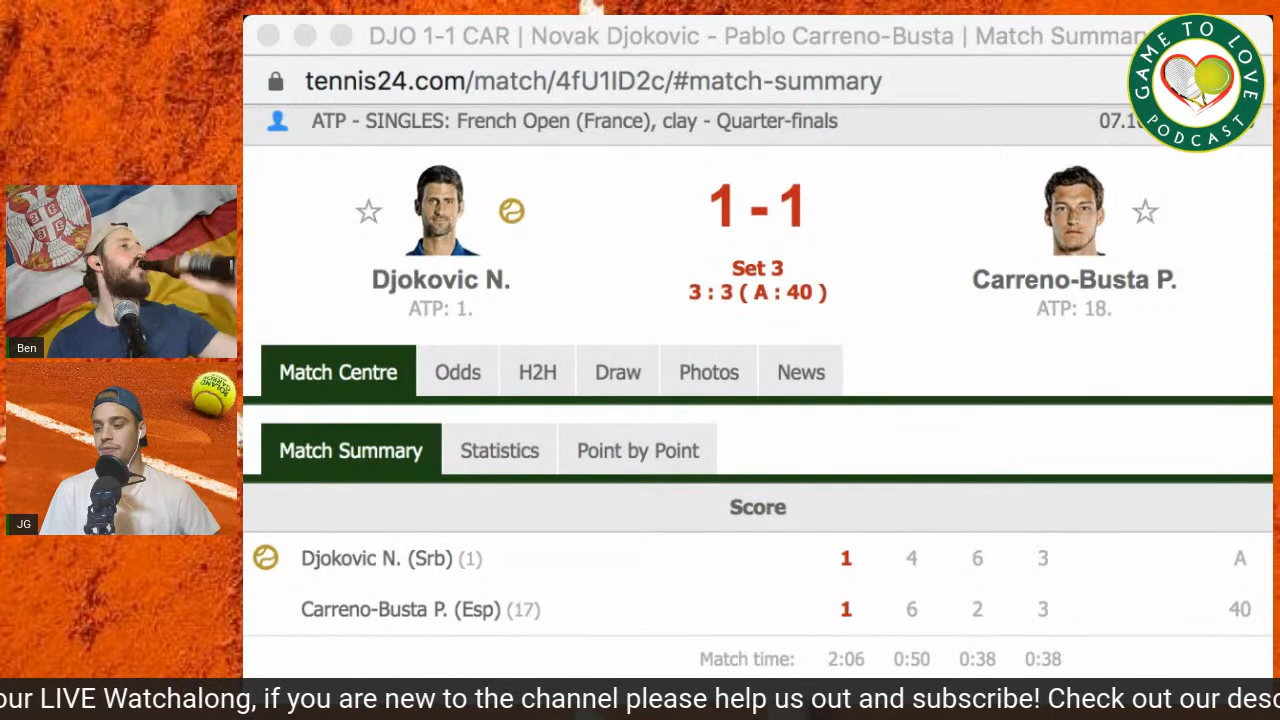 DJO 1-1 CAR | Novak Djokovic - Pablo Carreno-Busta | Match Summar
GAME TO LOVE
PODCAST
tennis24.com/match/4fU1lD2c/#match-summary
ATP - SINGLES: French Open (France), clay - Quarter-finals
07.10
1 - 1
Set 3
3 : 3 ( A : 40 )
Djokovic N.
ATP: 1.
Carreno-Busta P.
ATP: 18.
Ben
JG
Match Centre Odds H2H Draw Photos News
Match Summary Statistics Point by Point
Score
Djokovic N. (Srb) (1) 1 4 6 3 A
Carreno-Busta P. (Esp) (17) 1 6 2 3 40
Match time: 2:06 0:50 0:38 0:38
our LIVE Watchalong, if you are new to the channel please help us out and subscribe! Check out our desc